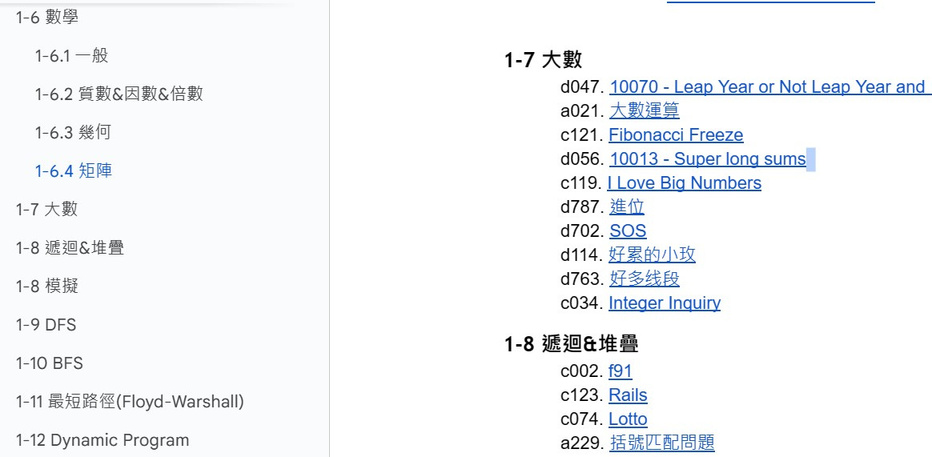 1-6 數學
1-6.1 一般
1-6.2 質數&因數&倍數
1-6.3 幾何
1-6.4 矩陣
1-7 大數
1-8 遞迴&堆疊
1-8 模擬
1-9 DFS
1-10 BFS
1-11 最短路徑(Floyd-Warshall)
1-12 Dynamic Program
1-7 大數
d047. 10070 - Leap Year or Not Leap Year and
a021. 大數運算
c121. Fibonacci Freeze
d056. 10013 - Super long sums
c119. I Love Big Numbers
d787. 進位
d702. SOS
d114. 好累的小玫
d763. 好多线段
c034. Integer Inquiry
1-8 遞迴&堆疊
c002. f91
c123. Rails
c074. Lotto
a229. 括號匹配問題